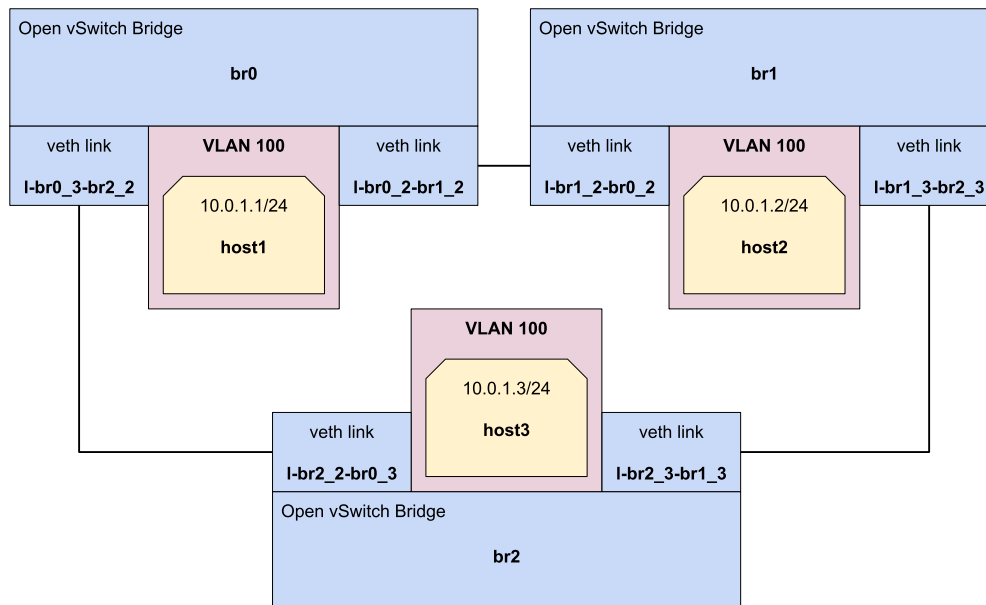 Open vSwitch Bridge
br0
veth link
l-br0_3-br2_2
VLAN 100
10.0.1.1/24
host1
veth link
l-br0_2-br1_2
Open vSwitch Bridge
br1
veth link
l-br1_2-br0_2
VLAN 100
10.0.1.2/24
host2
veth link
l-br1_3-br2_3
VLAN 100
10.0.1.3/24
host3
veth link
l-br2_2-br0_3
veth link
l-br2_3-br1_3
Open vSwitch Bridge
br2